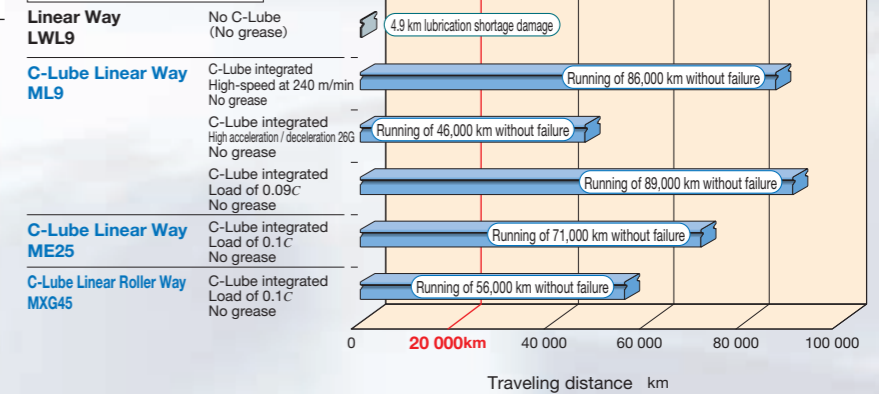 Linear Way
LWL9
No C-Lube
(No grease)
4.9 km lubrication shortage damage
C-Lube Linear Way
ML9
C-Lube integrated
High-speed at 240 m/min
No grease
Running of 86,000 km without failure
C-Lube integrated
High acceleration / deceleration 26G
No grease
Running of 46,000 km without failure
C-Lube integrated
Load of 0.09C
No grease
Running of 89,000 km without failure
C-Lube Linear Way
ME25
C-Lube integrated
Load of 0.1C
No grease
Running of 71,000 km without failure
C-Lube Linear Roller Way
MXG45
C-Lube integrated
Load of 0.1C
No grease
Running of 56,000 km without failure
0 20 000km 40 000 60 000 80 000 100 000
Traveling distance km